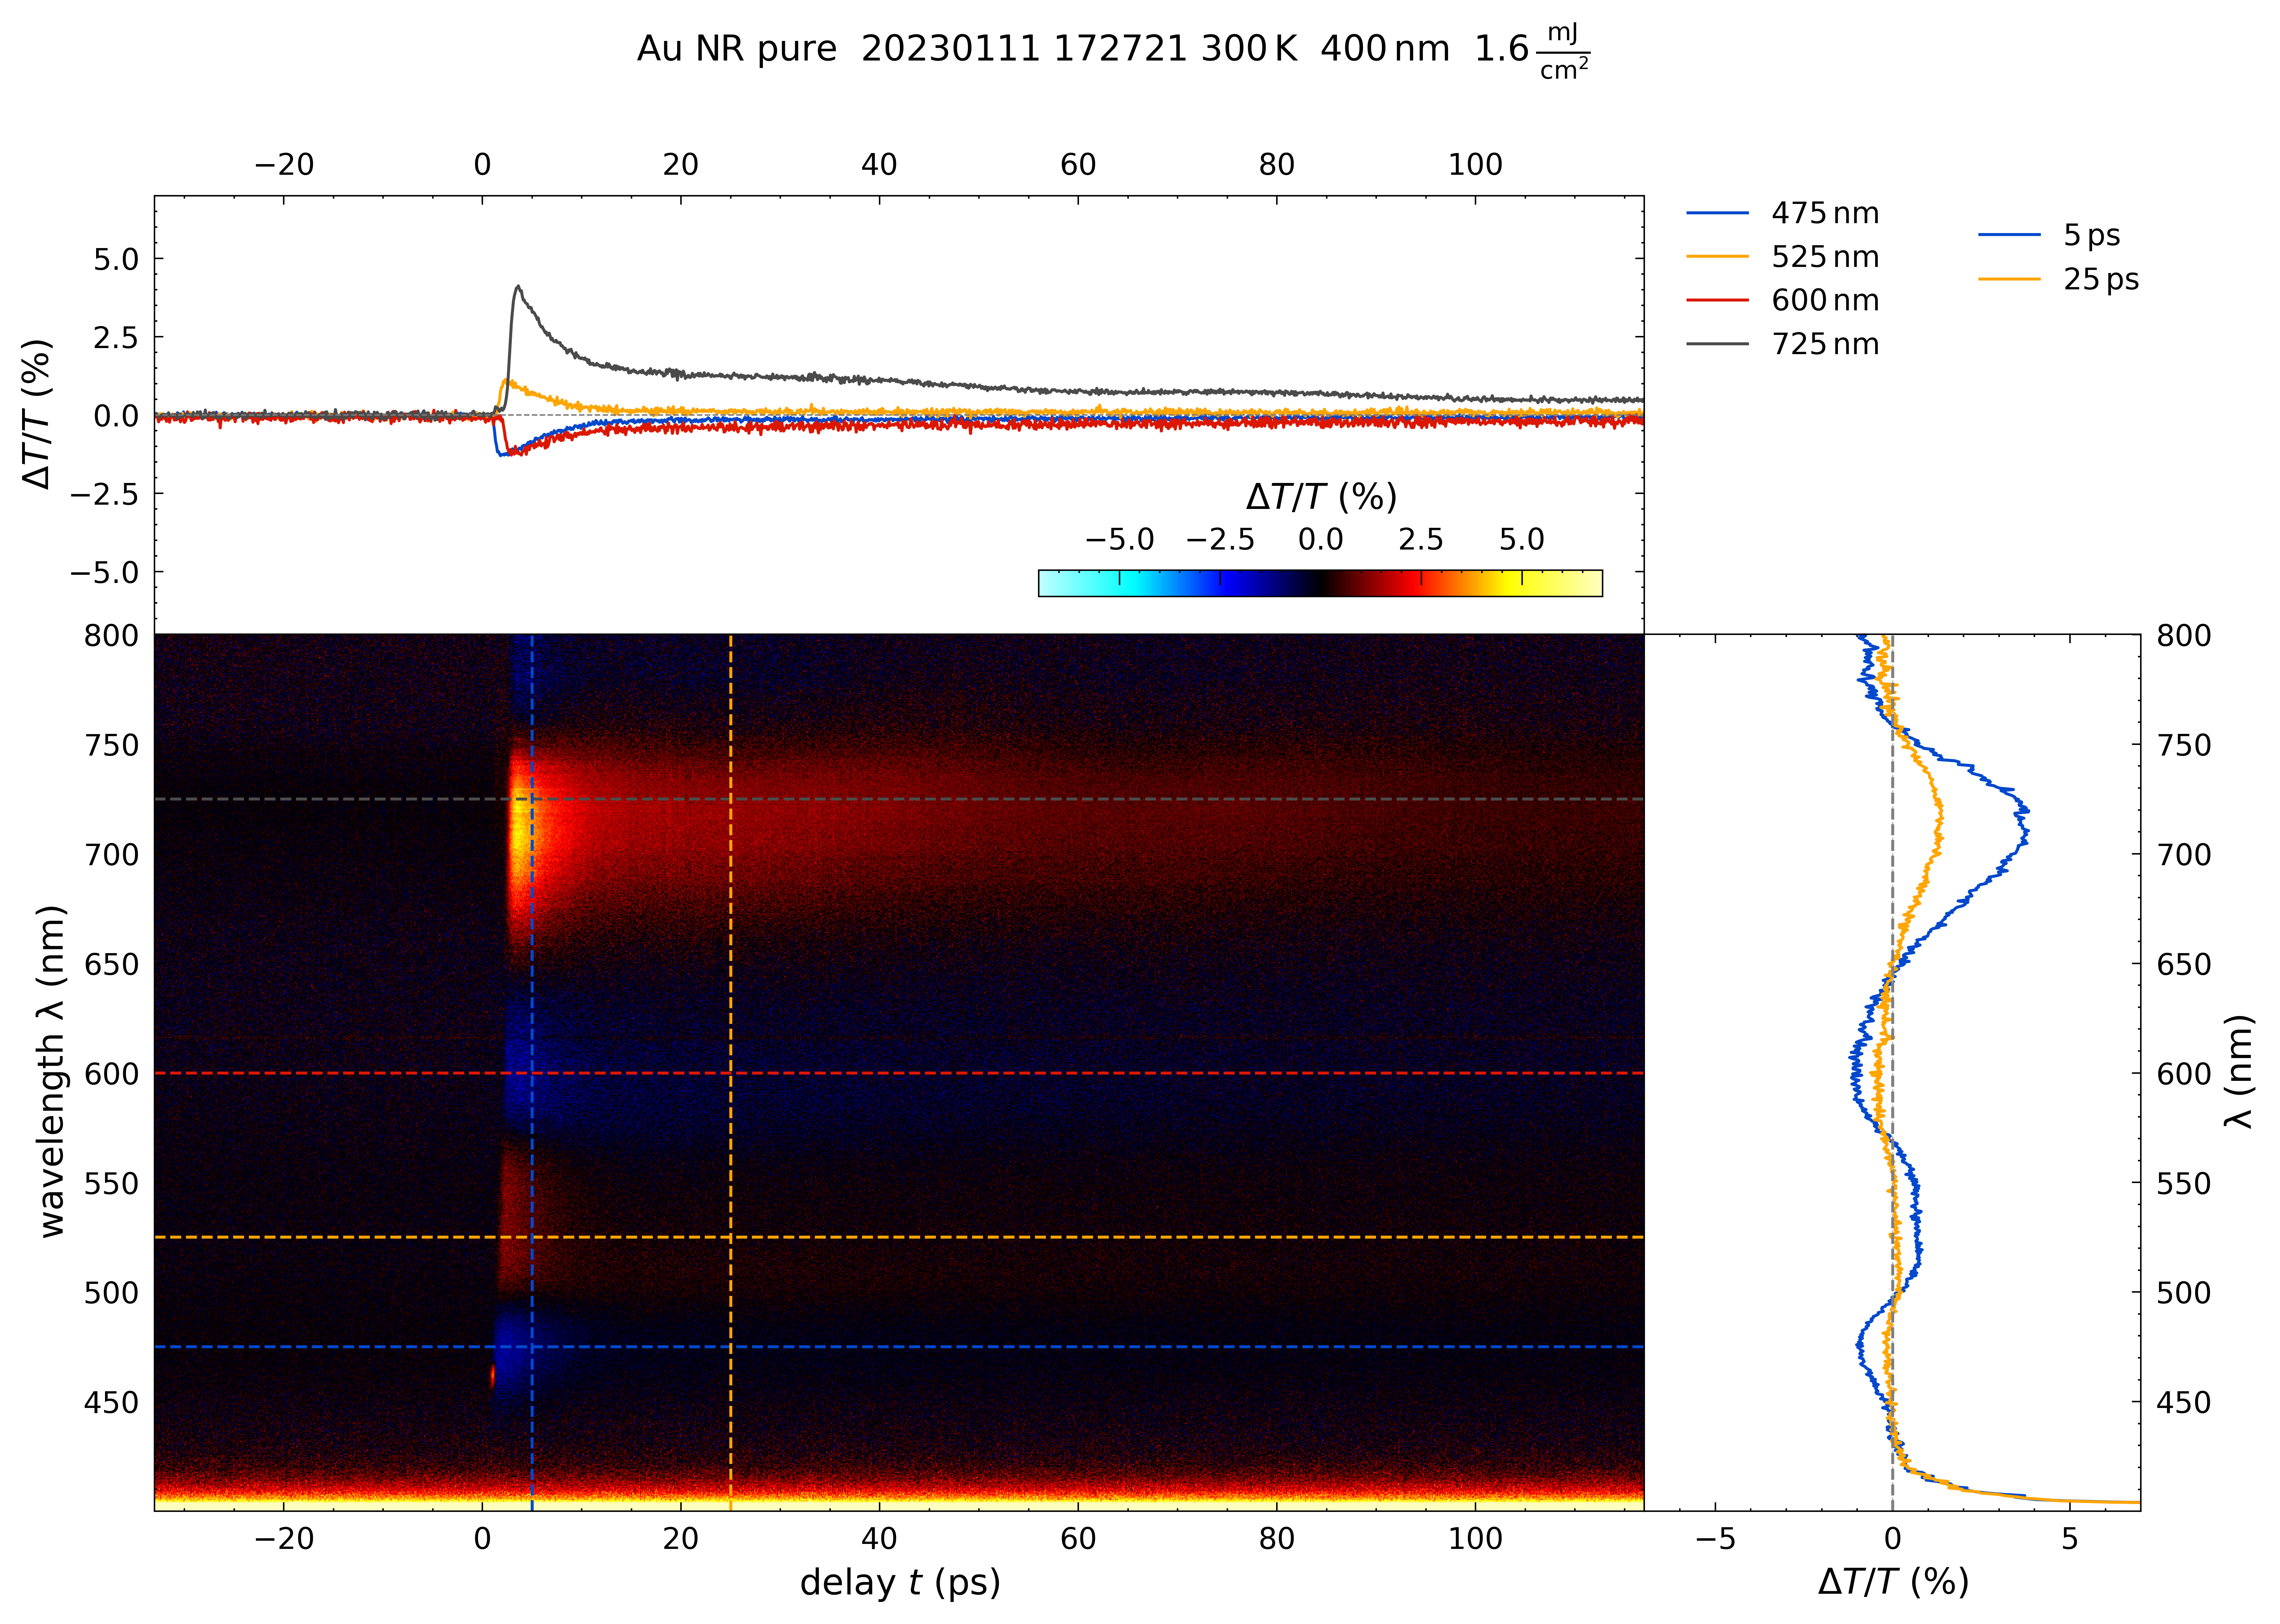 Au NR pure 20230111 172721 300 K 400 nm 1.6 mJ/cm²
−20 0 20 40 60 80 100
ΔT/T (%)
5.0
2.5
0.0
−2.5
−5.0
475 nm
525 nm
600 nm
725 nm
5 ps
25 ps
ΔT/T (%)
−5.0 −2.5 0.0 2.5 5.0
wavelength λ (nm)
800
750
700
650
600
550
500
450
−20 0 20 40 60 80 100
delay t (ps)
800
750
700
650
600
550
500
450
λ (nm)
−5 0 5
ΔT/T (%)